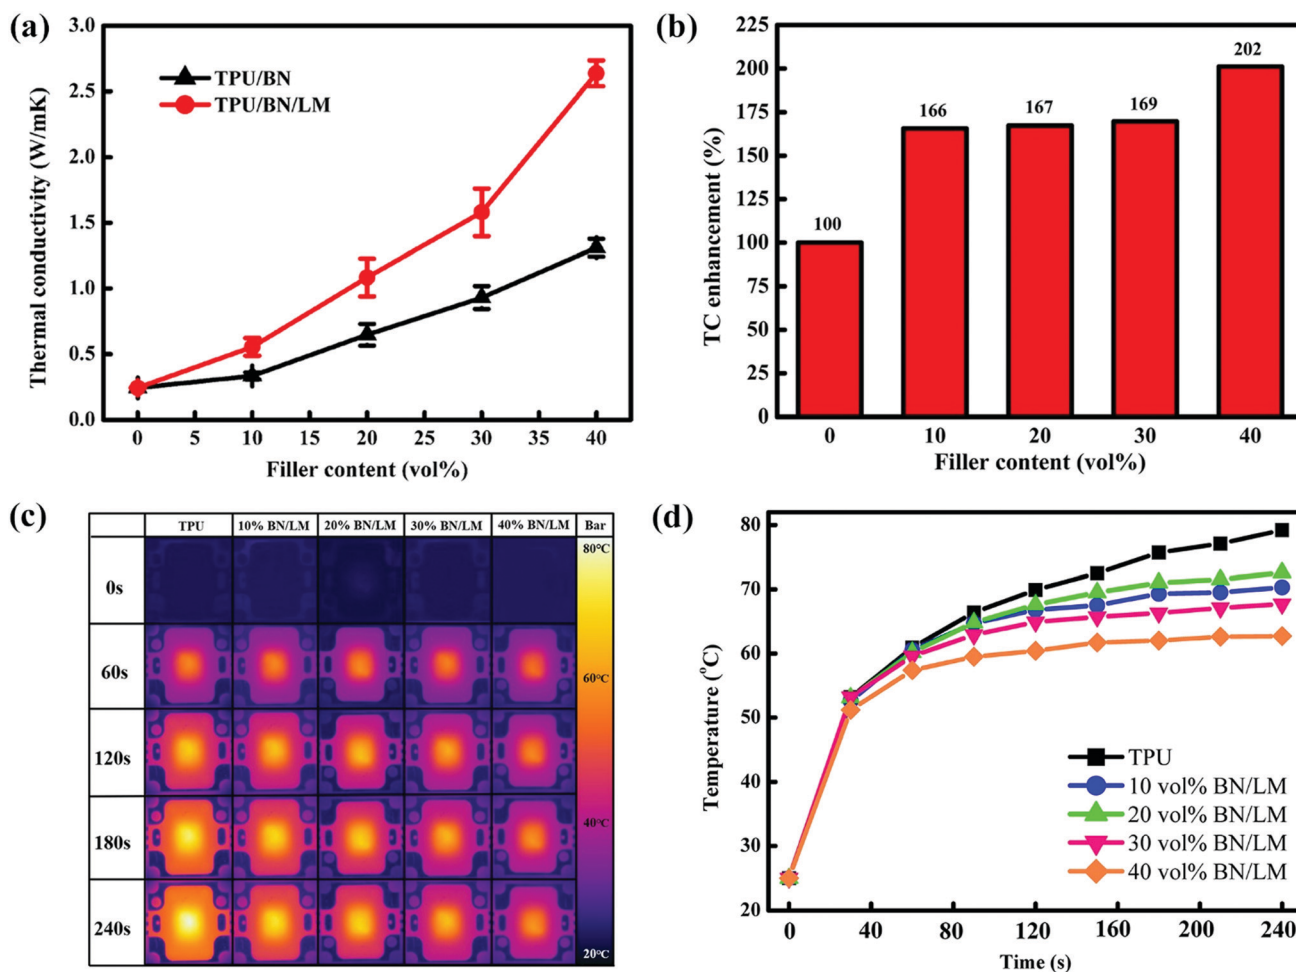 (a)
3.0
2.5
2.0
1.5
1.0
0.5
0.0
Thermal conductivity (W/mK)
TPU/BN
TPU/BN/LM
0 5 10 15 20 25 30 35 40
Filler content (vol%)
(b)
225
200
175
150
125
100
75
50
25
0
TC enhancement (%)
100
166
167
169
202
0 10 20 30 40
Filler content (vol%)
(c)
TPU 10% BN/LM 20% BN/LM 30% BN/LM 40% BN/LM Bar
0s
60s
120s
180s
240s
80°C
60°C
40°C
20°C
(d)
80
70
60
50
40
30
20
Temperature (°C)
TPU
10 vol% BN/LM
20 vol% BN/LM
30 vol% BN/LM
40 vol% BN/LM
0 40 80 120 160 200 240
Time (s)